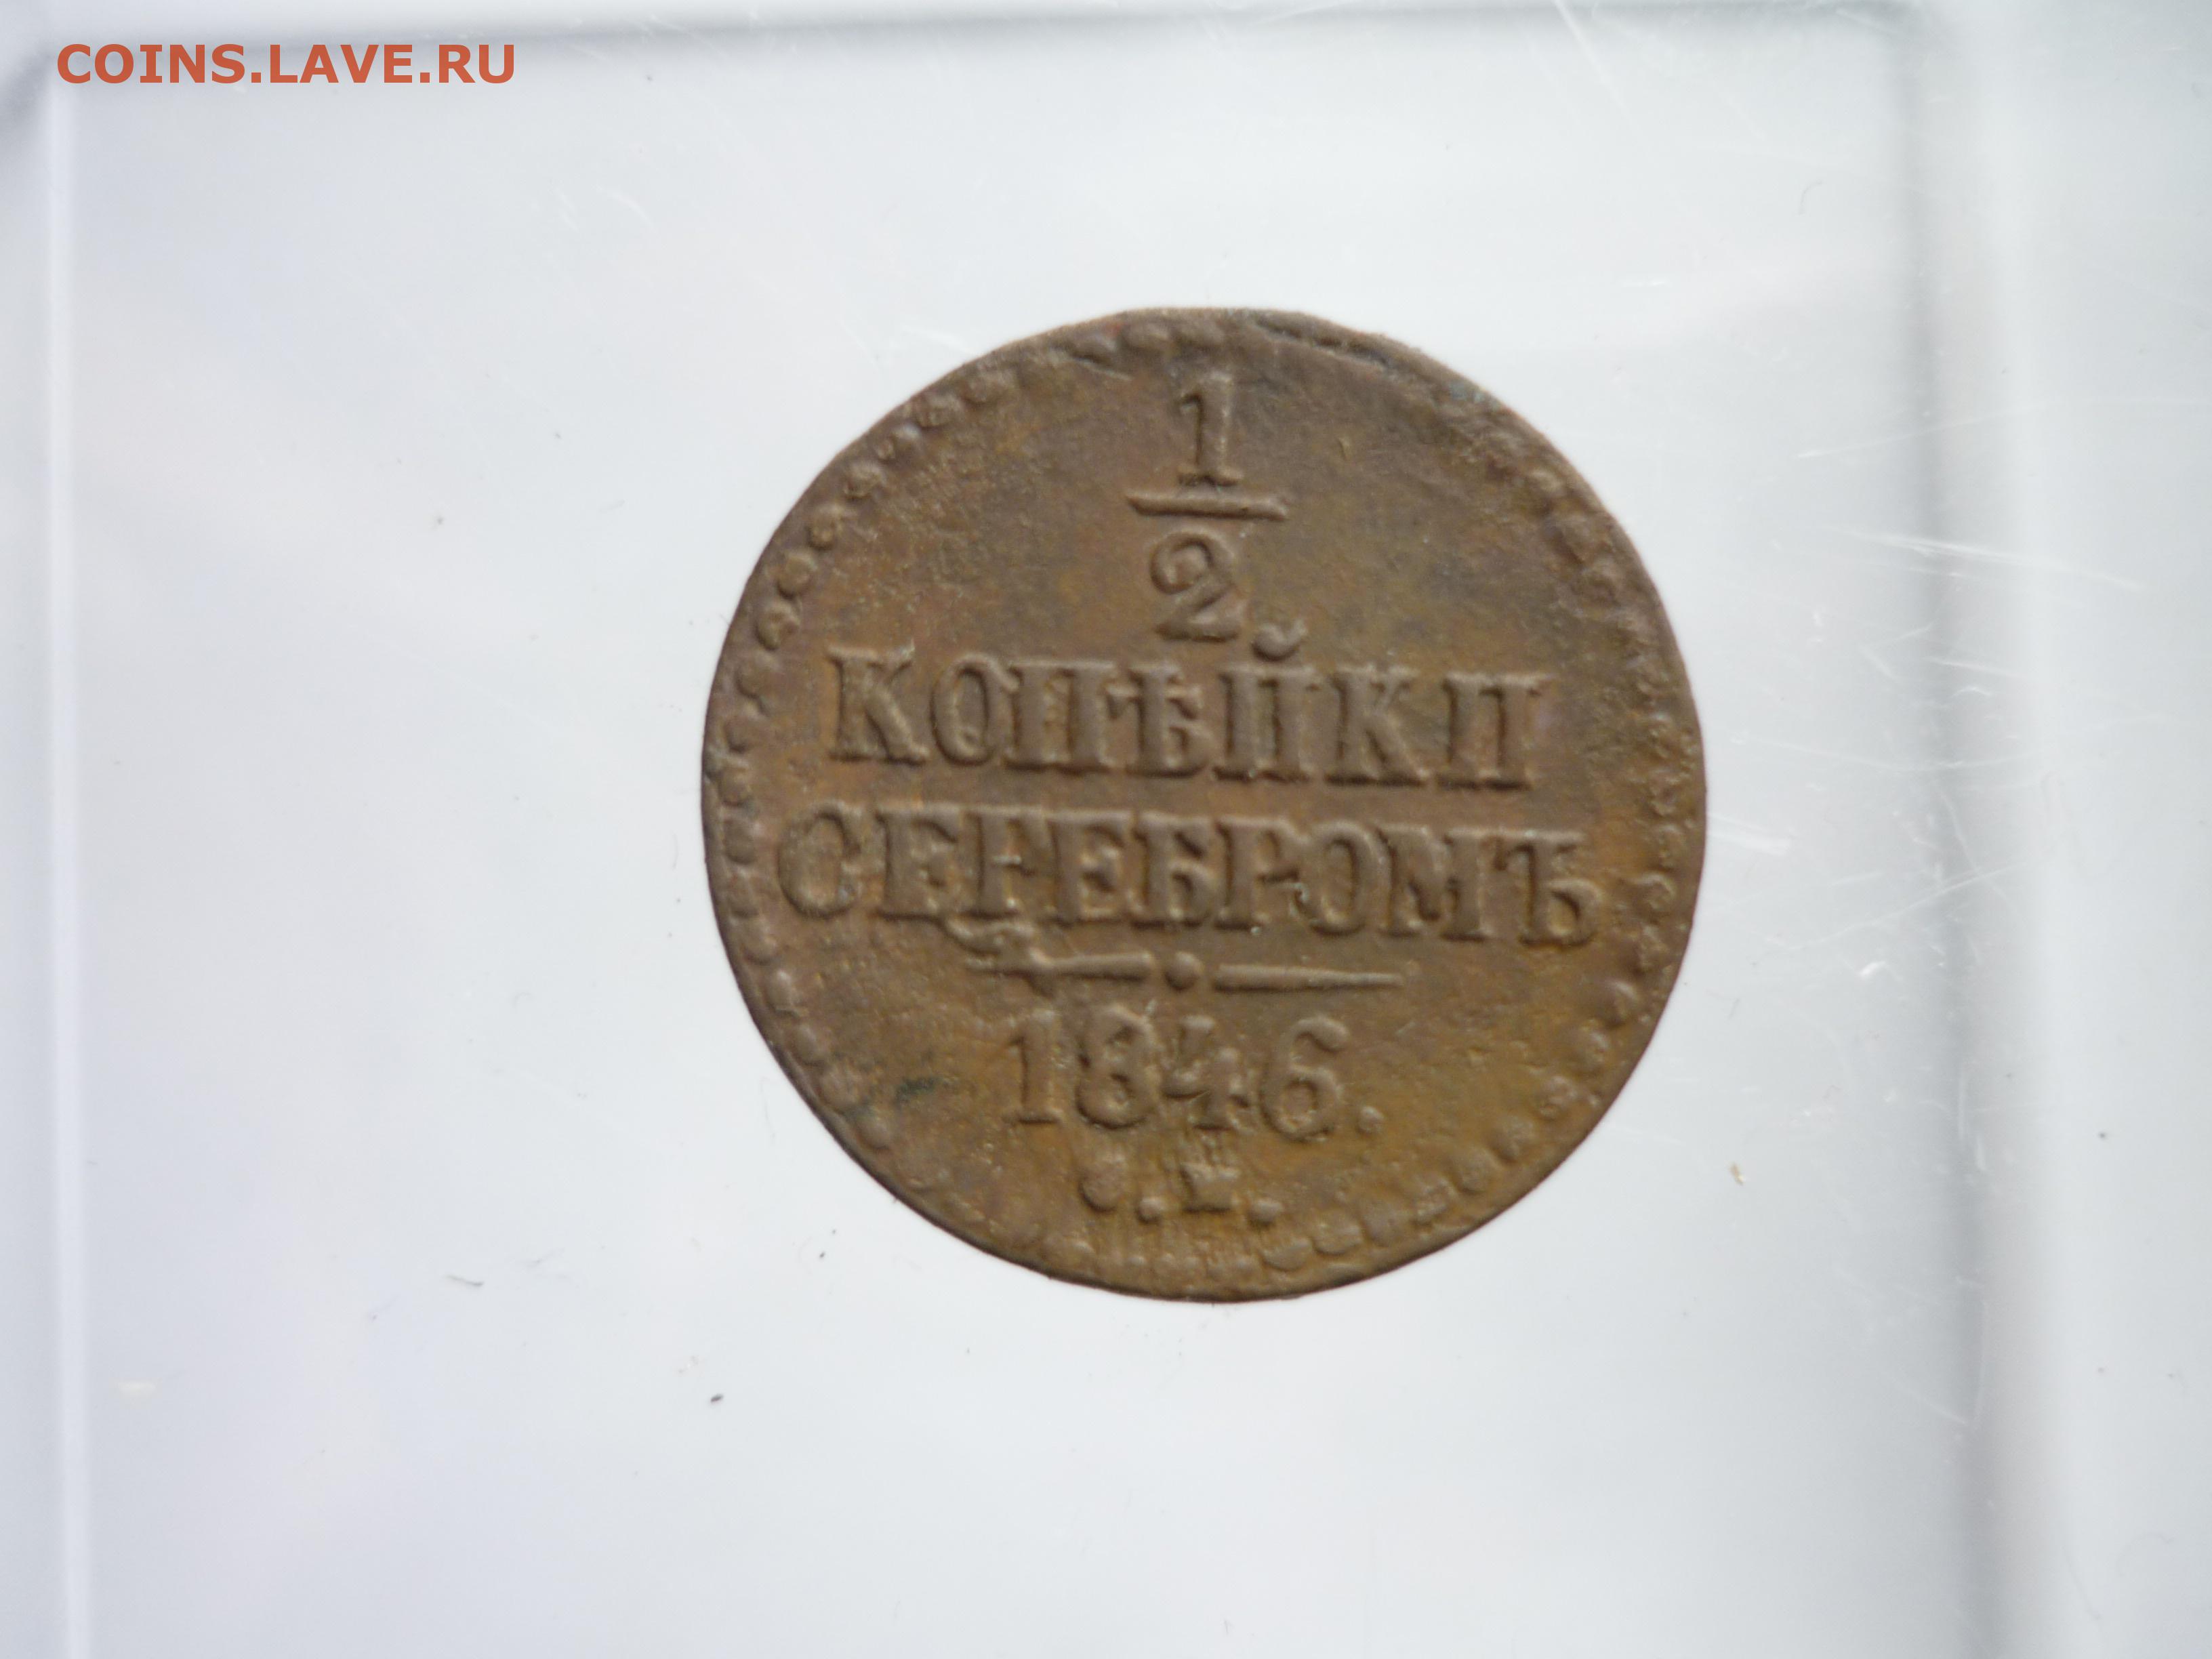 COINS.LAVE.RU
1
2
КОПѢЙКИ
СЕРЕБРОМЪ
1846.